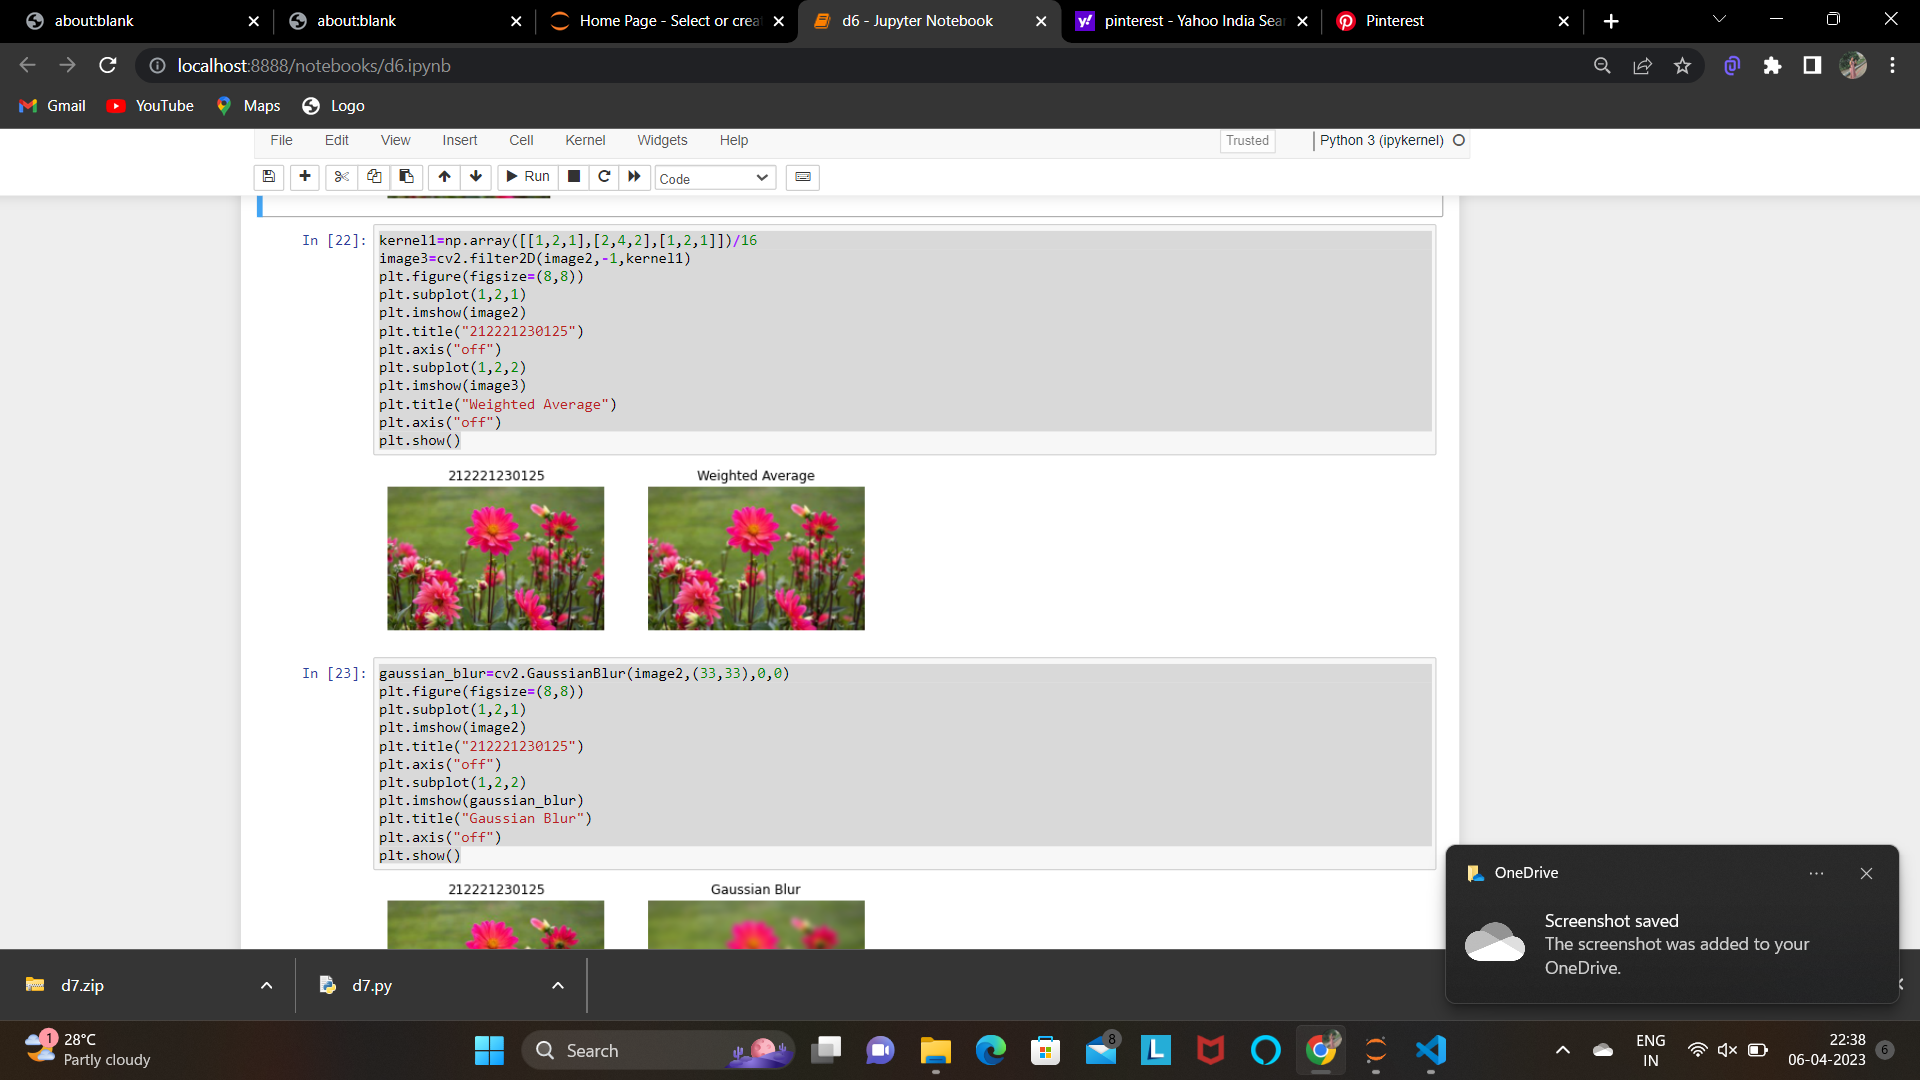 about:blank
about:blank
Home Page - Select or crea
d6 - Jupyter Notebook
pinterest - Yahoo India Sea
Pinterest
localhost:8888/notebooks/d6.ipynb
Gmail
YouTube
Maps
Logo
File Edit View Insert Cell Kernel Widgets Help
Trusted
Python 3 (ipykernel)
Run
Code
In [22]:
kernel1=np.array([[1,2,1],[2,4,2],[1,2,1]])/16
image3=cv2.filter2D(image2,-1,kernel1)
plt.figure(figsize=(8,8))
plt.subplot(1,2,1)
plt.imshow(image2)
plt.title("212221230125")
plt.axis("off")
plt.subplot(1,2,2)
plt.imshow(image3)
plt.title("Weighted Average")
plt.axis("off")
plt.show()
212221230125
Weighted Average
In [23]:
gaussian_blur=cv2.GaussianBlur(image2,(33,33),0,0)
plt.figure(figsize=(8,8))
plt.subplot(1,2,1)
plt.imshow(image2)
plt.title("212221230125")
plt.axis("off")
plt.subplot(1,2,2)
plt.imshow(gaussian_blur)
plt.title("Gaussian Blur")
plt.axis("off")
plt.show()
212221230125
Gaussian Blur
OneDrive
Screenshot saved
The screenshot was added to your
OneDrive.
d7.zip
d7.py
1
28°C
Partly cloudy
Search
8
L
ENG
IN
22:38
06-04-2023
6